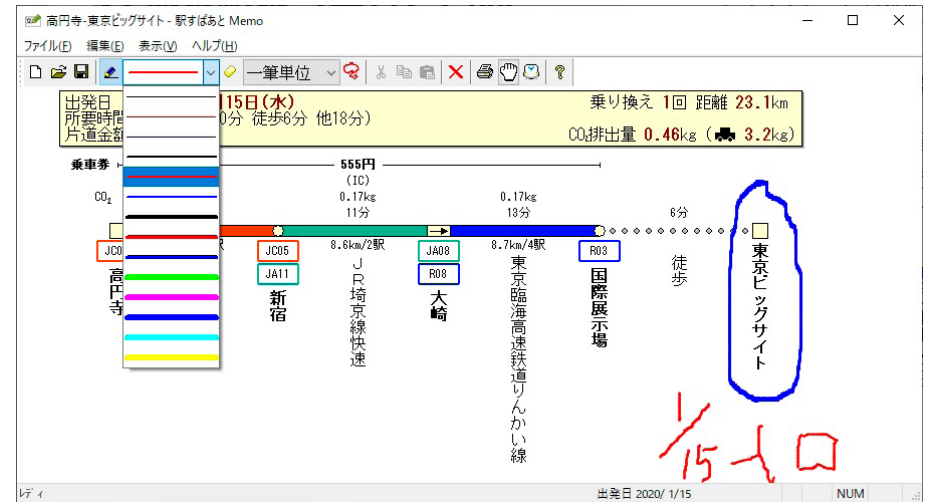 高円寺-東京ビッグサイト - 駅すぱあと Memo
ファイル(F) 編集(E) 表示(V) ヘルプ(H)
一筆単位
出発日 15日(水) 乗り換え 1回 距離 23.1km
所要時間 0分 徒歩6分 他18分)
片道金額 CO₂排出量 0.46kg ( 3.2kg)
乗車券 555円
(IC)
CO₂ 0.17kg 0.17kg
11分 13分 6分
8.6km/2駅 8.7km/4駅
JC05 JA08 R03
JA11 R08
高円寺
新宿
JR埼京線快速
大崎
東京臨海高速鉄道りんかい線
国際展示場
徒歩
東京ビッグサイト
1/15
レディ 出発日 2020/ 1/15 NUM